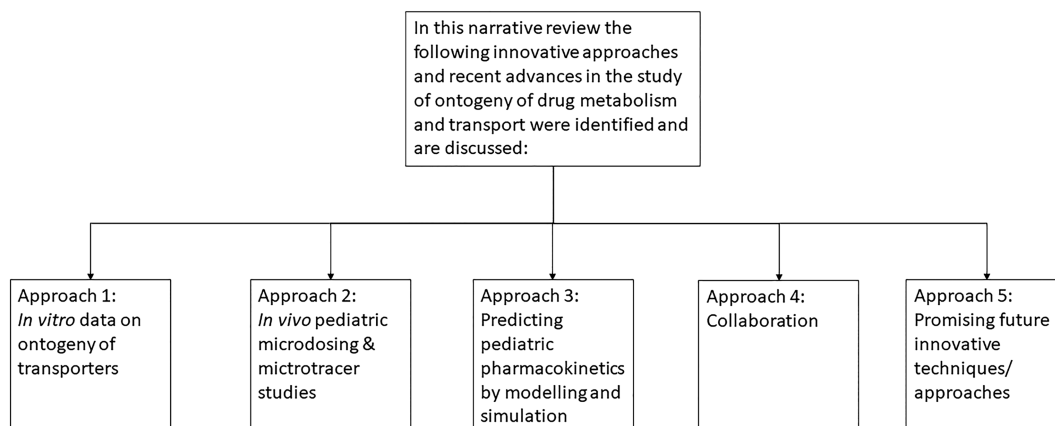 In this narrative review the
following innovative approaches
and recent advances in the study
of ontogeny of drug metabolism
and transport were identified and
are discussed:
Approach 1:
In vitro data on
ontogeny of
transporters
Approach 2:
In vivo pediatric
microdosing &
microtracer
studies
Approach 3:
Predicting
pediatric
pharmacokinetics
by modelling and
simulation
Approach 4:
Collaboration
Approach 5:
Promising future
innovative
techniques/
approaches